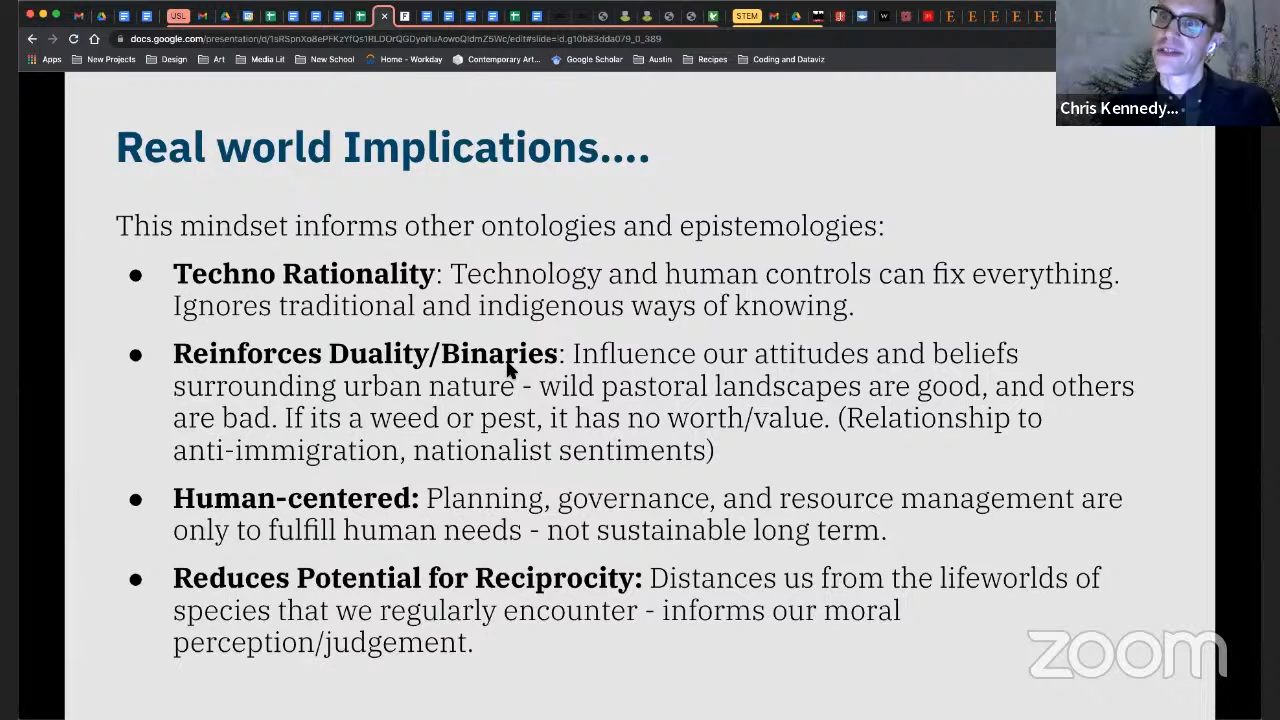 USL
STEM
docs.google.com/presentation/d/1sRSpnXo8ePFKzYfQs1RLDOrQGDyoi1uAowoQIdmZ5Wc/edit#slide=id.g10b83dda079_0_389
Apps New Projects Design Art Media Lit New School Home - Workday Contemporary Art... Google Scholar Austin Recipes Coding and Dataviz
Chris Kennedy...
Real world Implications....
This mindset informs other ontologies and epistemologies:
● Techno Rationality: Technology and human controls can fix everything.
Ignores traditional and indigenous ways of knowing.
● Reinforces Duality/Binaries: Influence our attitudes and beliefs
surrounding urban nature - wild pastoral landscapes are good, and others
are bad. If its a weed or pest, it has no worth/value. (Relationship to
anti-immigration, nationalist sentiments)
● Human-centered: Planning, governance, and resource management are
only to fulfill human needs - not sustainable long term.
● Reduces Potential for Reciprocity: Distances us from the lifeworlds of
species that we regularly encounter - informs our moral
perception/judgement.
zoom